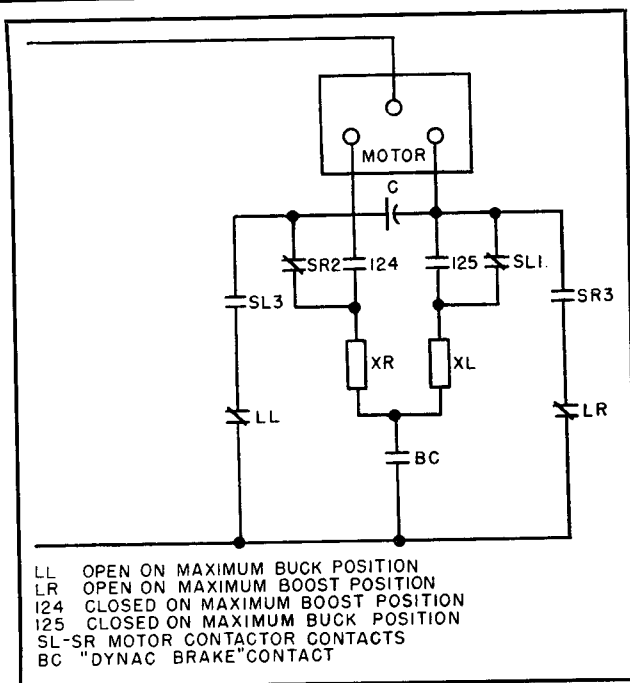 MOTOR
C
SR2
124
125
SL1.
SL3
SR3
XR
XL
LL
LR
BC
LL OPEN ON MAXIMUM BUCK POSITION
LR OPEN ON MAXIMUM BOOST POSITION
124 CLOSED ON MAXIMUM BOOST POSITION
125 CLOSED ON MAXIMUM BUCK POSITION
SL-SR MOTOR CONTACTOR CONTACTS
BC "DYNAC BRAKE" CONTACT